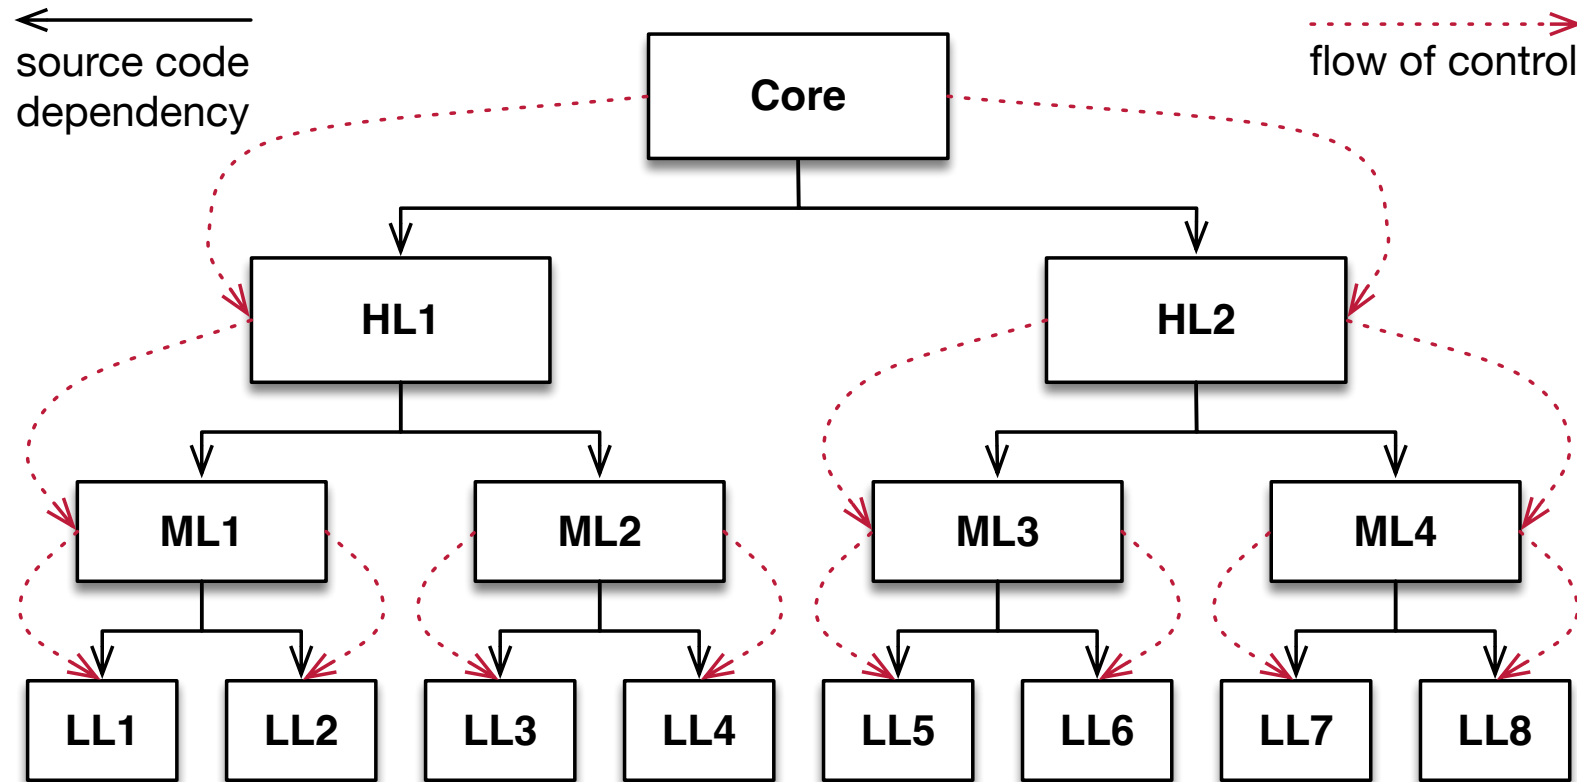 source code
dependency
flow of control
Core
HL1
HL2
ML1
ML2
ML3
ML4
LL1
LL2
LL3
LL4
LL5
LL6
LL7
LL8